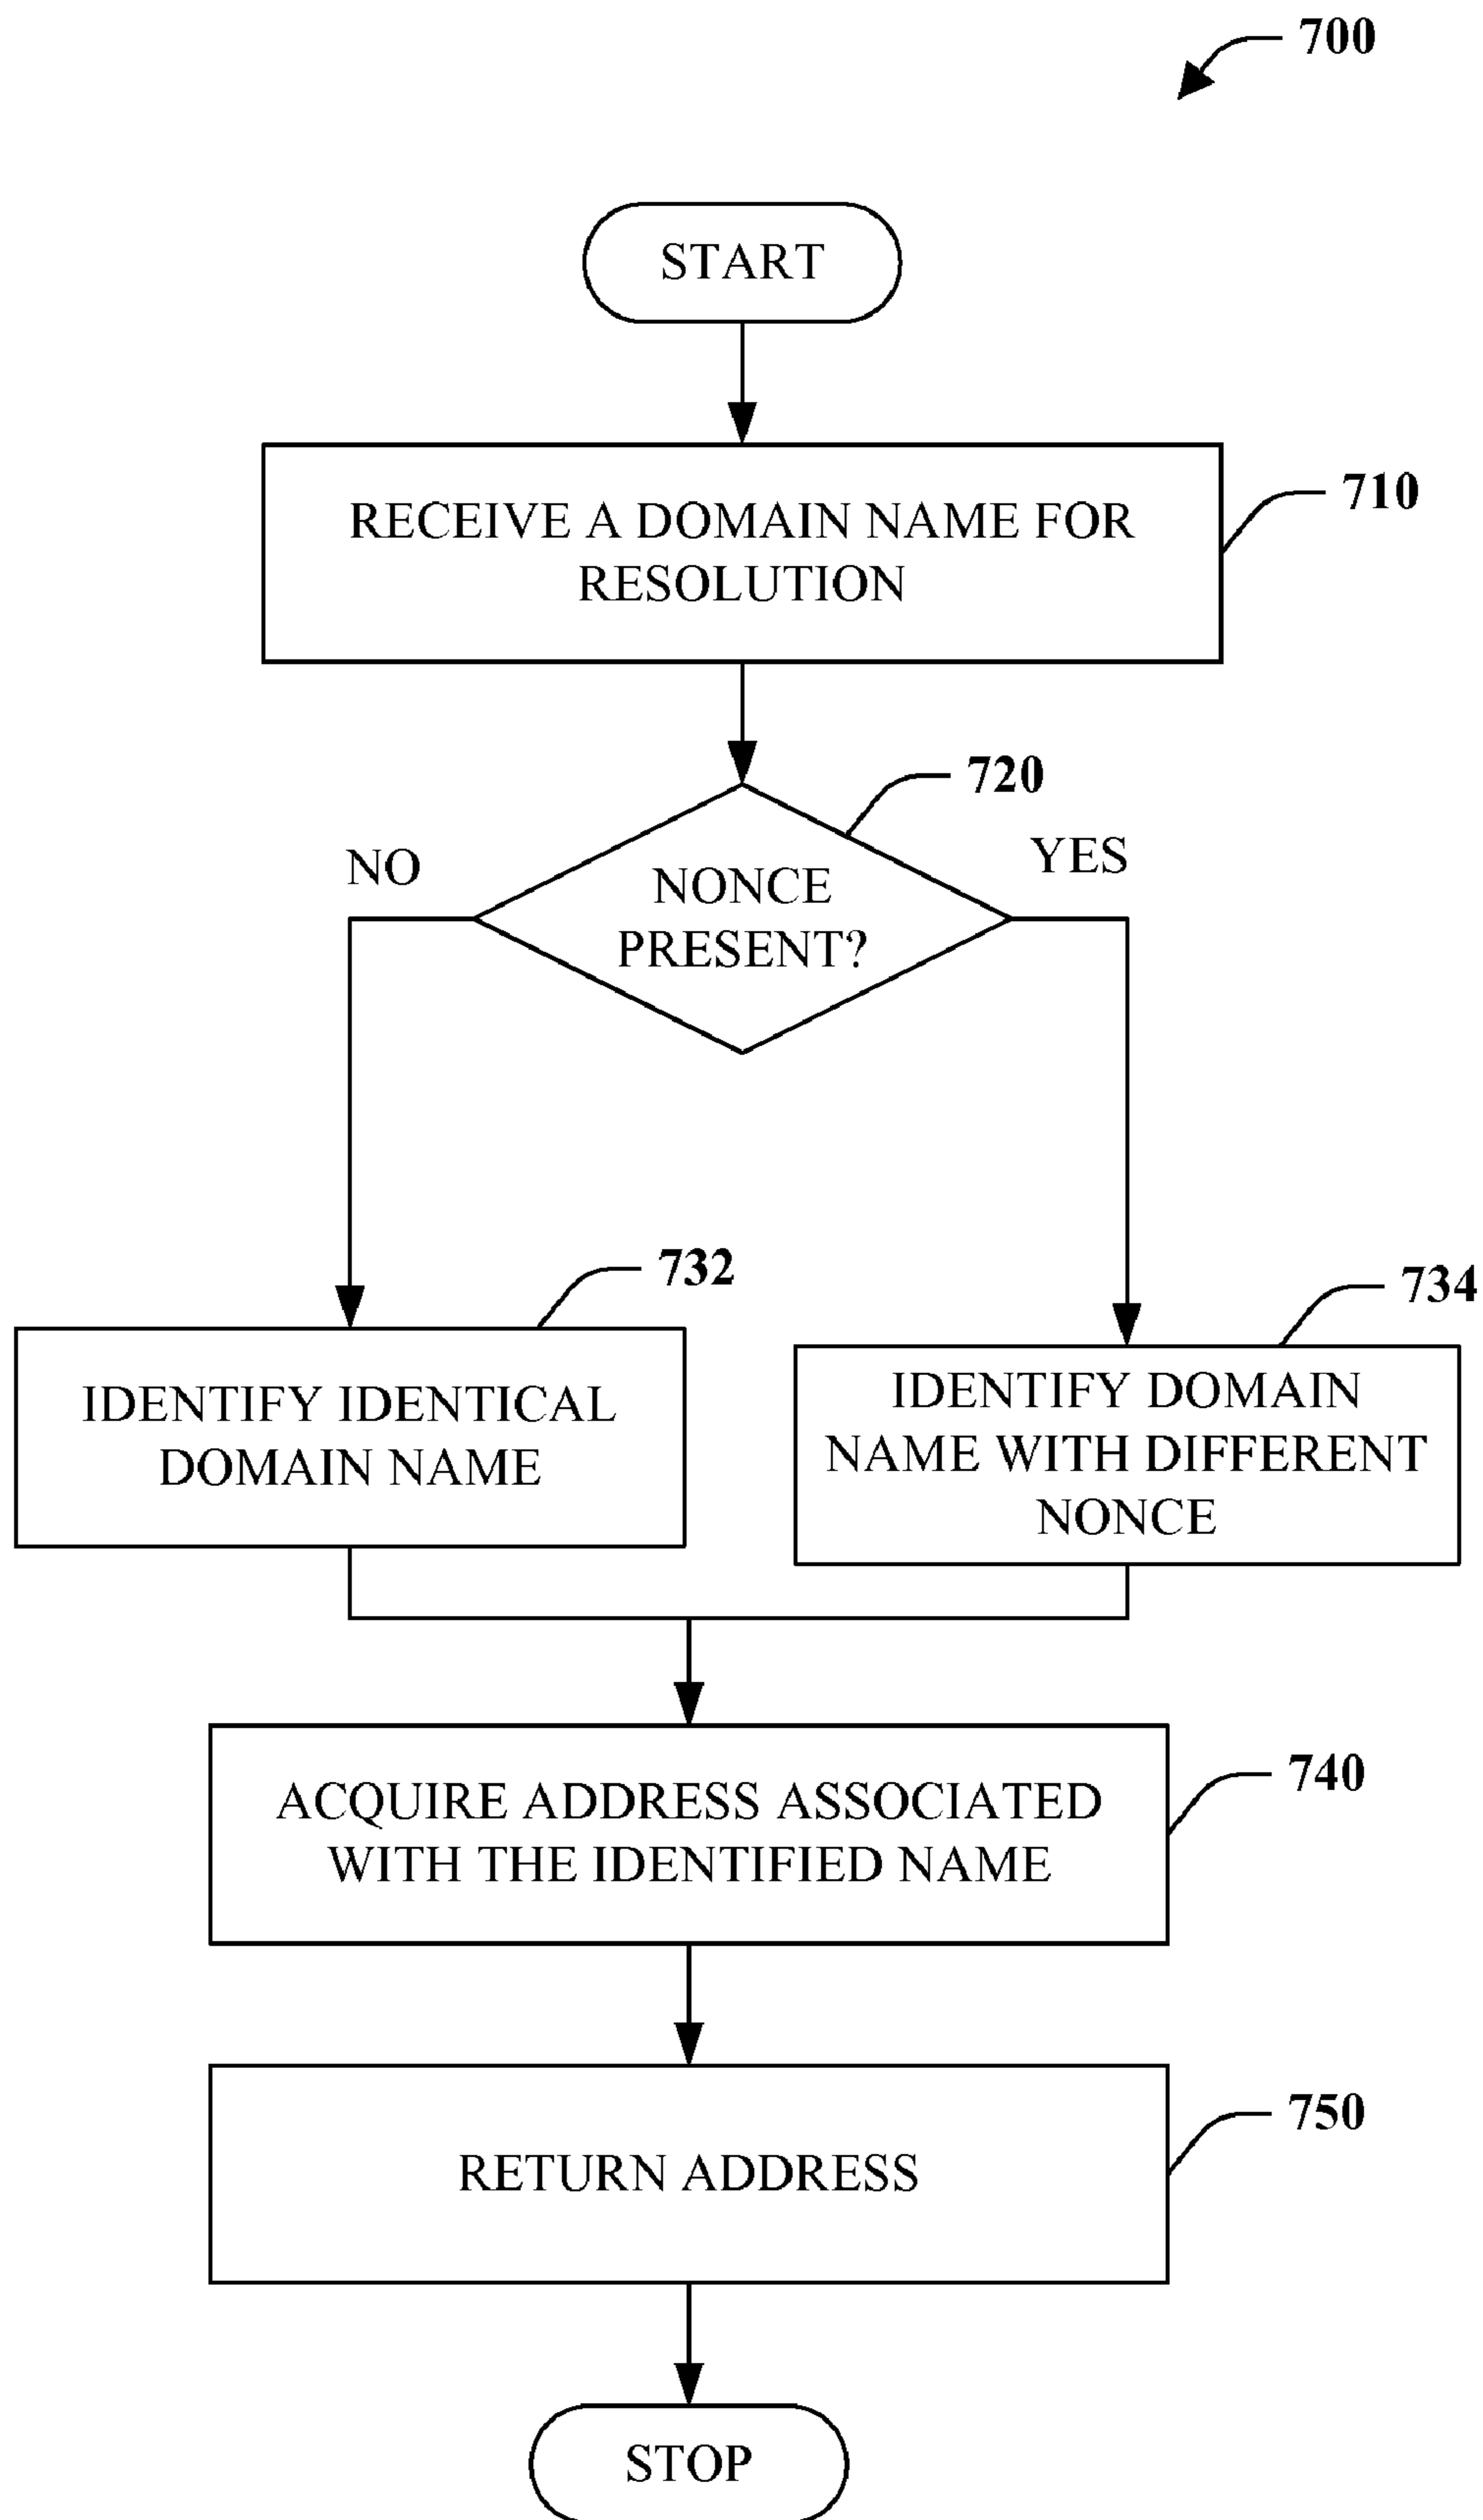 700
START
RECEIVE A DOMAIN NAME FOR
RESOLUTION
710
720
NO
YES
NONCE
PRESENT?
732
734
IDENTIFY IDENTICAL
DOMAIN NAME
IDENTIFY DOMAIN
NAME WITH DIFFERENT
NONCE
ACQUIRE ADDRESS ASSOCIATED
WITH THE IDENTIFIED NAME
740
RETURN ADDRESS
750
STOP